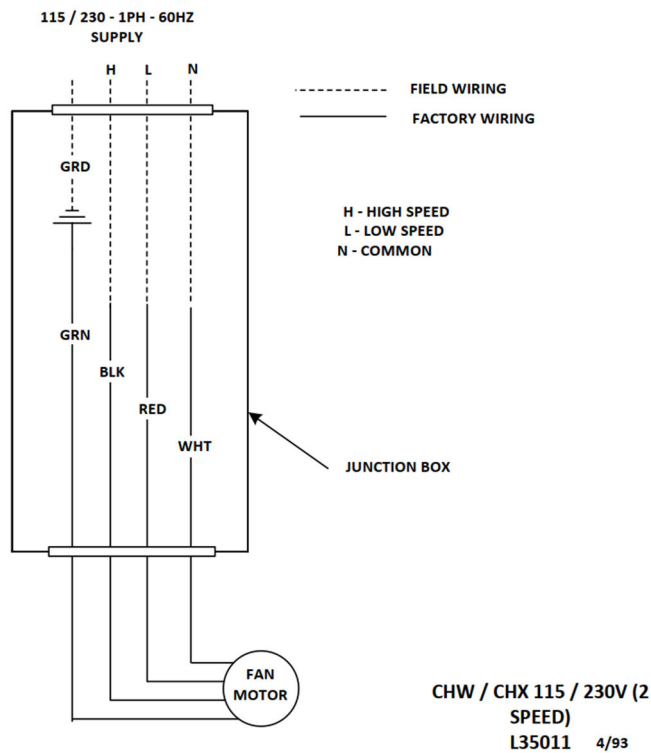 115 / 230 - 1PH - 60HZ
SUPPLY
H L N
FIELD WIRING
FACTORY WIRING
GRD
H - HIGH SPEED
L - LOW SPEED
N - COMMON
GRN
BLK
RED
WHT
JUNCTION BOX
FAN
MOTOR
CHW / CHX 115 / 230V (2
SPEED)
L35011 4/93